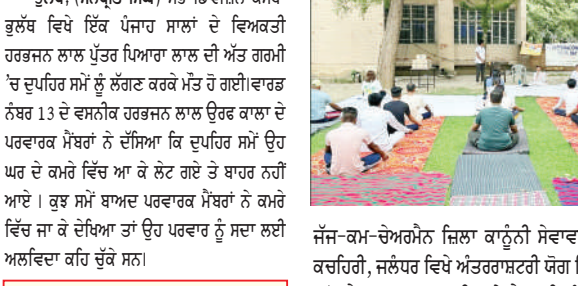 ਭੁਲੱਥ ਵਿਖੇ ਇੱਕ ਪੰਜਾਹ ਸਾਲਾਂ ਦੇ ਵਿਅਕਤੀ
ਹਰਭਜਨ ਲਾਲ ਪੁੱਤਰ ਪਿਆਰਾ ਲਾਲ ਦੀ ਅੱਤ ਗਰਮੀ
'ਚ ਦੁਪਹਿਰ ਸਮੇਂ ਲੂੰ ਲੱਗਣ ਕਰਕੇ ਮੌਤ ਹੋ ਗਈ।ਵਾਰਡ
ਨੰਬਰ 13 ਦੇ ਵਸਨੀਕ ਹਰਭਜਨ ਲਾਲ ਉਰਫ ਕਾਲਾ ਦੇ
ਪਰਵਾਰਕ ਮੈਂਬਰਾਂ ਨੇ ਦੱਸਿਆ ਕਿ ਦੁਪਹਿਰ ਸਮੇਂ ਉਹ
ਘਰ ਦੇ ਕਮਰੇ ਵਿੱਚ ਆ ਕੇ ਲੇਟ ਗਏ ਤੇ ਬਾਹਰ ਨਹੀਂ
ਆਏ । ਕੁਝ ਸਮੇਂ ਬਾਅਦ ਪਰਵਾਰਕ ਮੈਂਬਰਾਂ ਨੇ ਕਮਰੇ
ਵਿੱਚ ਜਾ ਕੇ ਦੇਖਿਆ ਤਾਂ ਉਹ ਪਰਵਾਰ ਨੂੰ ਸਦਾ ਲਈ
ਅਲਵਿਦਾ ਕਹਿ ਚੁੱਕੇ ਸਨ।
ਜੱਜ-ਕਮ-ਚੇਅਰਮੈਨ ਜ਼ਿਲਾ ਕਾਨੂੰਨੀ ਸੇਵਾਵਾਂ
ਕਚਹਿਰੀ, ਜਲੰਧਰ ਵਿਖੇ ਅੰਤਰਰਾਸ਼ਟਰੀ ਯੋਗ